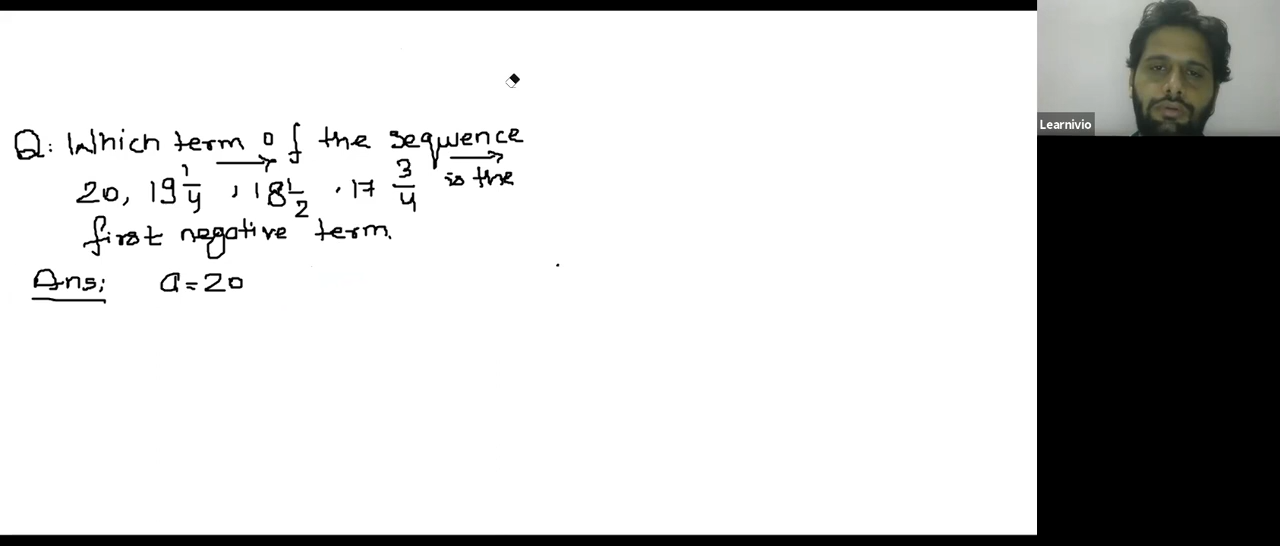 Q: Which term of the sequence
20, 19 1/4, 18 1/2, 17 3/4 is the
first negative term.
Ans: a=20
Learnivio